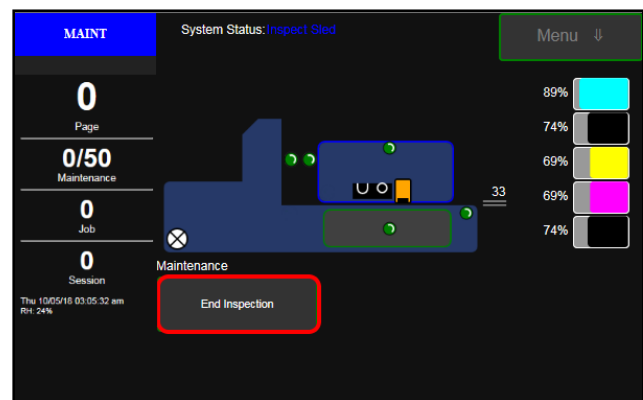 MAINT
System Status: Inspect Sled
Menu ⇓
0
Page
0/50
Maintenance
0
Job
0
Session
Thu 10/05/18 03:05:32 am
RH: 24%
33
89%
74%
69%
69%
74%
Maintenance
End Inspection